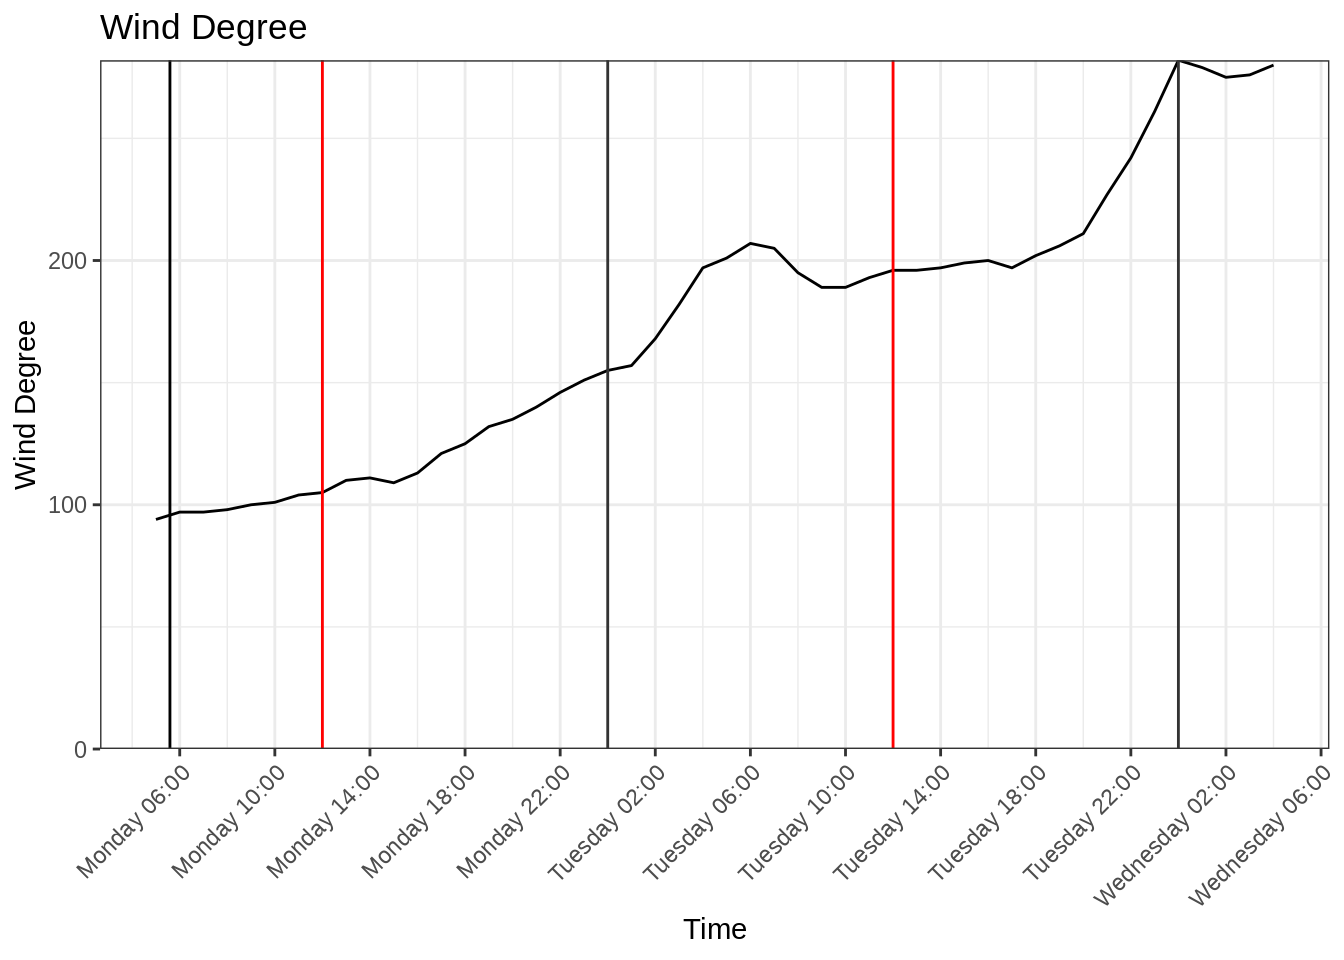 Wind Degree
Wind Degree
200
100
0
Monday 06:00
Monday 10:00
Monday 14:00
Monday 18:00
Monday 22:00
Tuesday 02:00
Tuesday 06:00
Tuesday 10:00
Tuesday 14:00
Tuesday 18:00
Tuesday 22:00
Wednesday 02:00
Wednesday 06:00
Time